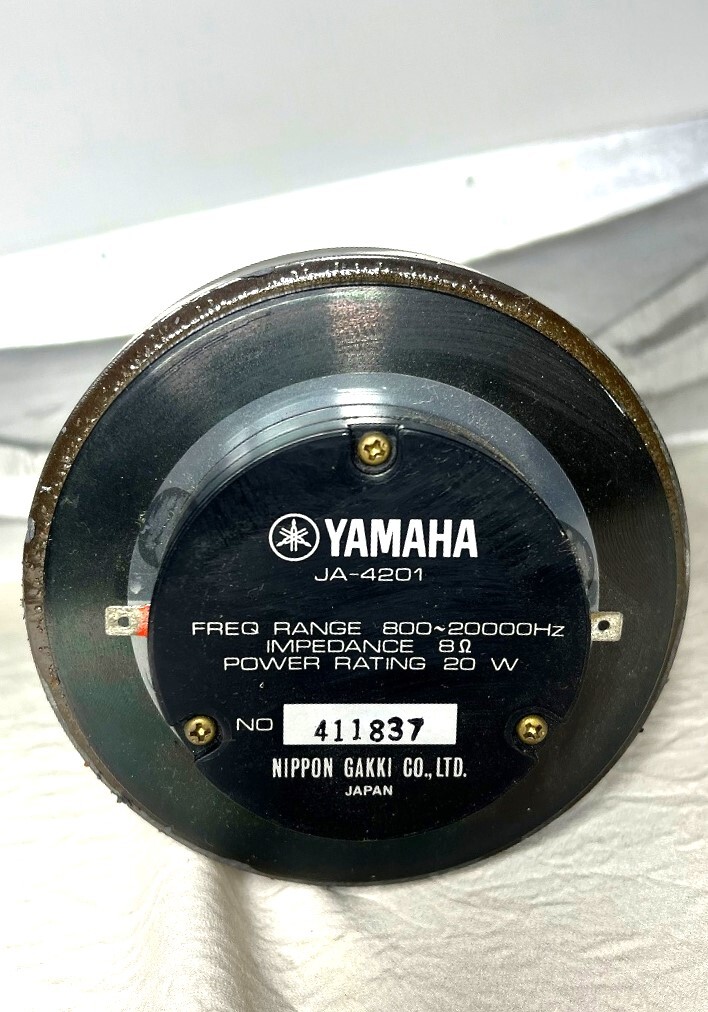 YAMAHA
JA-4201
FREQ RANGE 800~20000Hz
IMPEDANCE 8Ω
POWER RATING 20 W
NO 411837
NIPPON GAKKI CO., LTD.
JAPAN